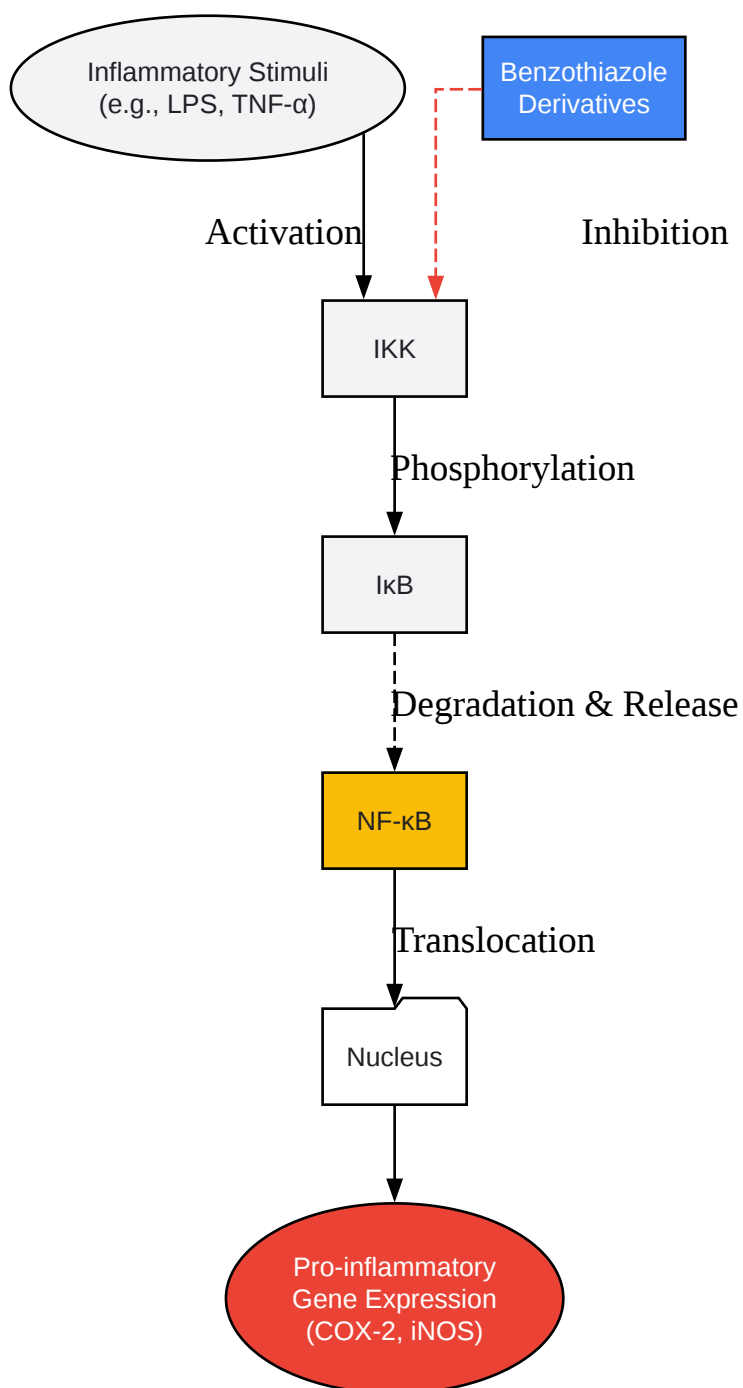 Inflammatory Stimuli
(e.g., LPS, TNF-α)
Benzothiazole
Derivatives
Activation
Inhibition
IKK
Phosphorylation
IκB
Degradation & Release
NF-κB
Translocation
Nucleus
Pro-inflammatory
Gene Expression
(COX-2, iNOS)